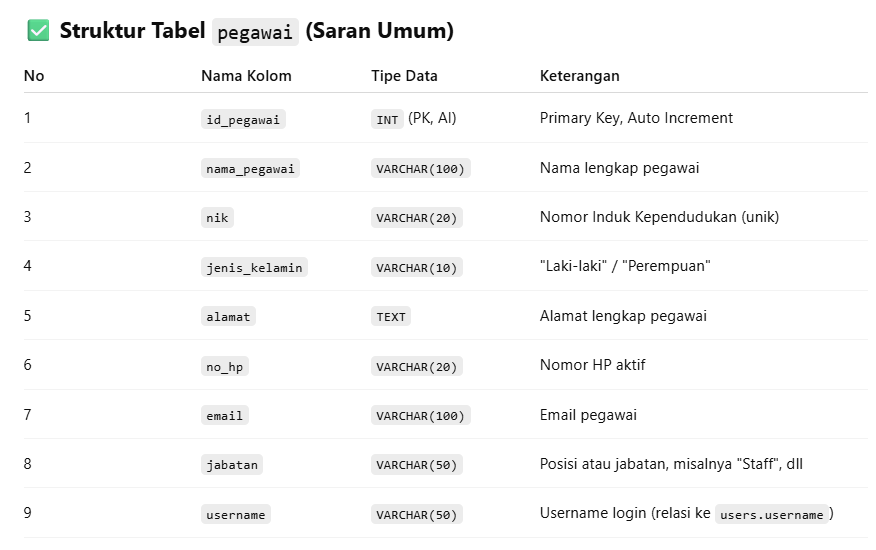 ✅ Struktur Tabel pegawai (Saran Umum)
No Nama Kolom Tipe Data Keterangan
1 id_pegawai INT (PK, AI) Primary Key, Auto Increment
2 nama_pegawai VARCHAR(100) Nama lengkap pegawai
3 nik VARCHAR(20) Nomor Induk Kependudukan (unik)
4 jenis_kelamin VARCHAR(10) "Laki-laki" / "Perempuan"
5 alamat TEXT Alamat lengkap pegawai
6 no_hp VARCHAR(20) Nomor HP aktif
7 email VARCHAR(100) Email pegawai
8 jabatan VARCHAR(50) Posisi atau jabatan, misalnya "Staff", dll
9 username VARCHAR(50) Username login (relasi ke users.username)